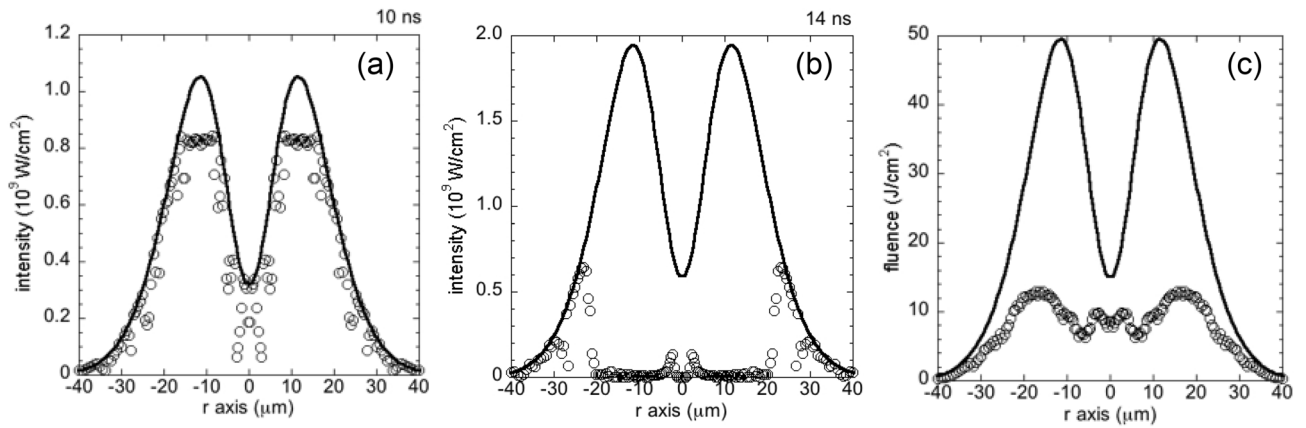 10 ns
(a)
1.2
1.0
0.8
0.6
0.4
0.2
0
intensity (10⁹ W/cm²)
-40 -30 -20 -10 0 10 20 30 40
r axis (μm)
14 ns
(b)
2.0
1.5
1.0
0.5
0
intensity (10⁹ W/cm²)
-40 -30 -20 -10 0 10 20 30 40
r axis (μm)
(c)
50
40
30
20
10
0
fluence (J/cm²)
-40 -30 -20 -10 0 10 20 30 40
r axis (μm)